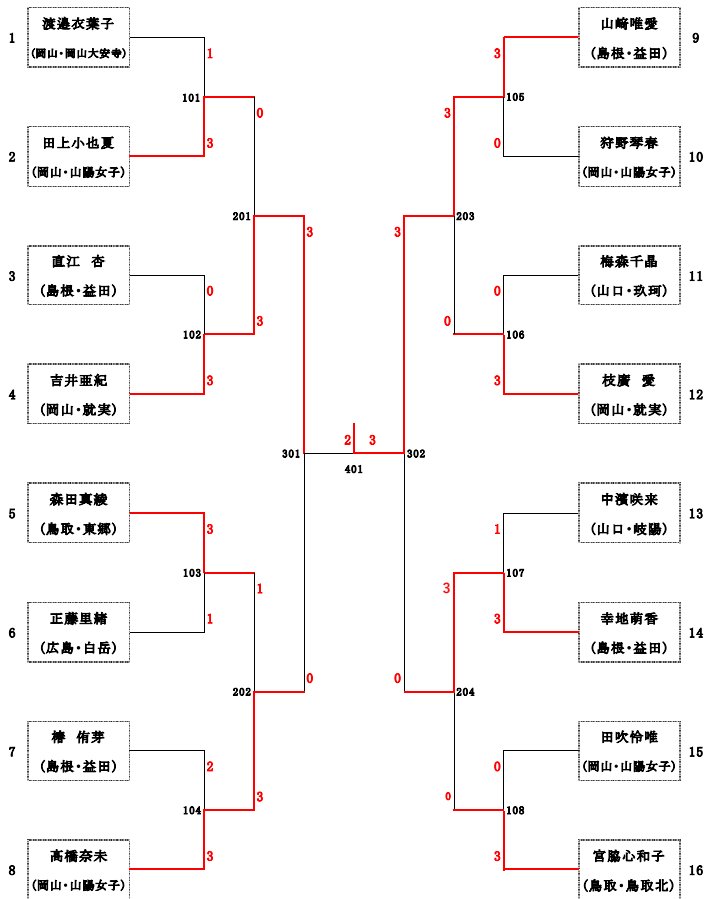 1
渡邉衣葉子
(岡山・岡山大安寺)
1
101
0
2
田上小也夏
(岡山・山陽女子)
3
201
3
3
直江 杏
(島根・益田)
0
102
3
4
吉井亜紀
(岡山・就実)
3
301
2
3
401
302
5
森田真綾
(鳥取・東郷)
3
103
1
6
正藤里緒
(広島・白岳)
1
202
0
7
椿 侑芽
(島根・益田)
2
104
3
8
高橋奈未
(岡山・山陽女子)
3
山﨑唯愛
(島根・益田)
9
3
105
3
狩野琴春
(岡山・山陽女子)
10
0
203
3
梅森千晶
(山口・玖珂)
11
0
106
0
枝廣 愛
(岡山・就実)
12
3
中濱咲来
(山口・岐陽)
13
1
107
3
幸地萌香
(島根・益田)
14
3
204
0
田吹怜唯
(岡山・山陽女子)
15
0
108
0
宮脇心和子
(鳥取・鳥取北)
16
3